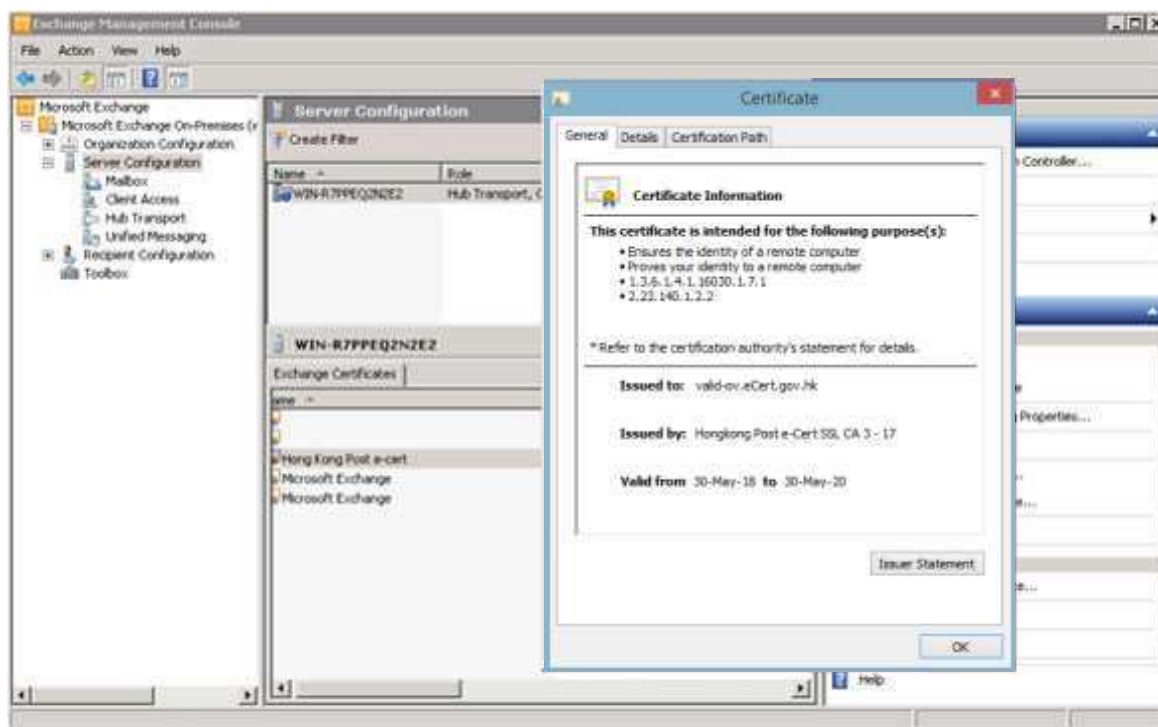 Exchange Management Console
File Action View Help
Microsoft Exchange
Microsoft Exchange On-Premises (
Organization Configuration
Server Configuration
Mailbox
Client Access
Hub Transport
Unified Messaging
Recipient Configuration
Toolbox
Server Configuration
Create Filter
Name Role
WIN-R7PPEQ2N2E2 Hub Transport, C
WIN-R7PPEQ2N2E2
Exchange Certificates
ame
Hong Kong Post e-cert
Microsoft Exchange
Microsoft Exchange
Certificate
General Details Certification Path
Certificate Information
This certificate is intended for the following purpose(s):
• Ensures the identity of a remote computer
• Proves your identity to a remote computer
• 1.3.6.1.4.1.16030.1.7.1
• 2.23.140.1.2.2
* Refer to the certification authority's statement for details.
Issued to: valid-ov.eCert.gov.hk
Issued by: Hongkong Post e-Cert SSL CA 3 - 17
Valid from 30-May-18 to 30-May-20
Issuer Statement
OK
Controller...
Properties...
Help